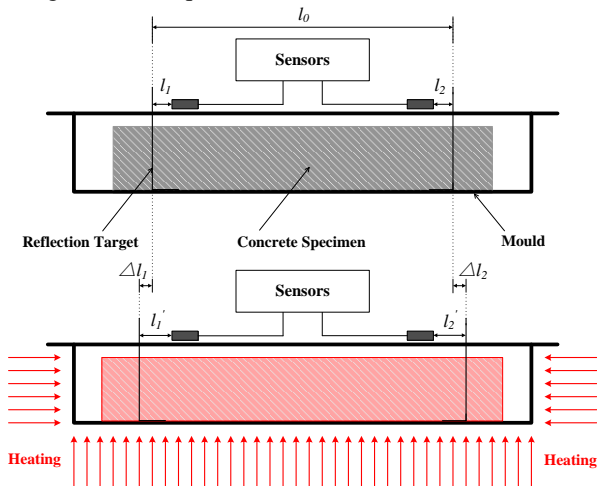 l₀
Sensors
l₁ l₂
Reflection Target Concrete Specimen Mould
△l₁ △l₂
Sensors
l₁' l₂'
Heating Heating